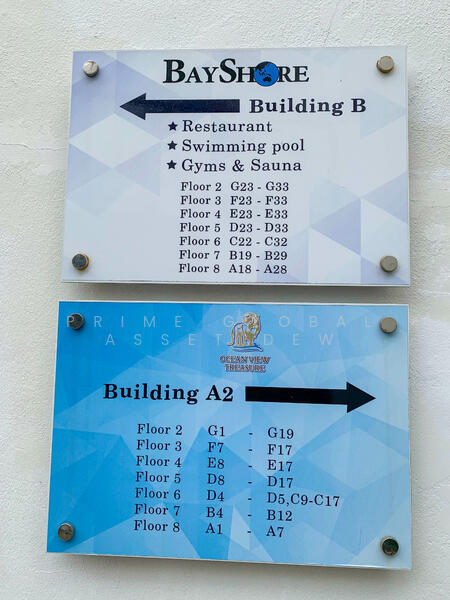 BAYSHORE
Building B
★ Restaurant
★ Swimming pool
★ Gyms & Sauna
Floor 2 G23 - G33
Floor 3 F23 - F33
Floor 4 E23 - E33
Floor 5 D23 - D33
Floor 6 C22 - C32
Floor 7 B19 - B29
Floor 8 A18 - A28
PRIME GLOBAL
ASSET DEW
OCEAN VIEW
TREASURE
Building A2
Floor 2 G1 - G19
Floor 3 F7 - F17
Floor 4 E8 - E17
Floor 5 D8 - D17
Floor 6 D4 - D5,C9-C17
Floor 7 B4 - B12
Floor 8 A1 - A7